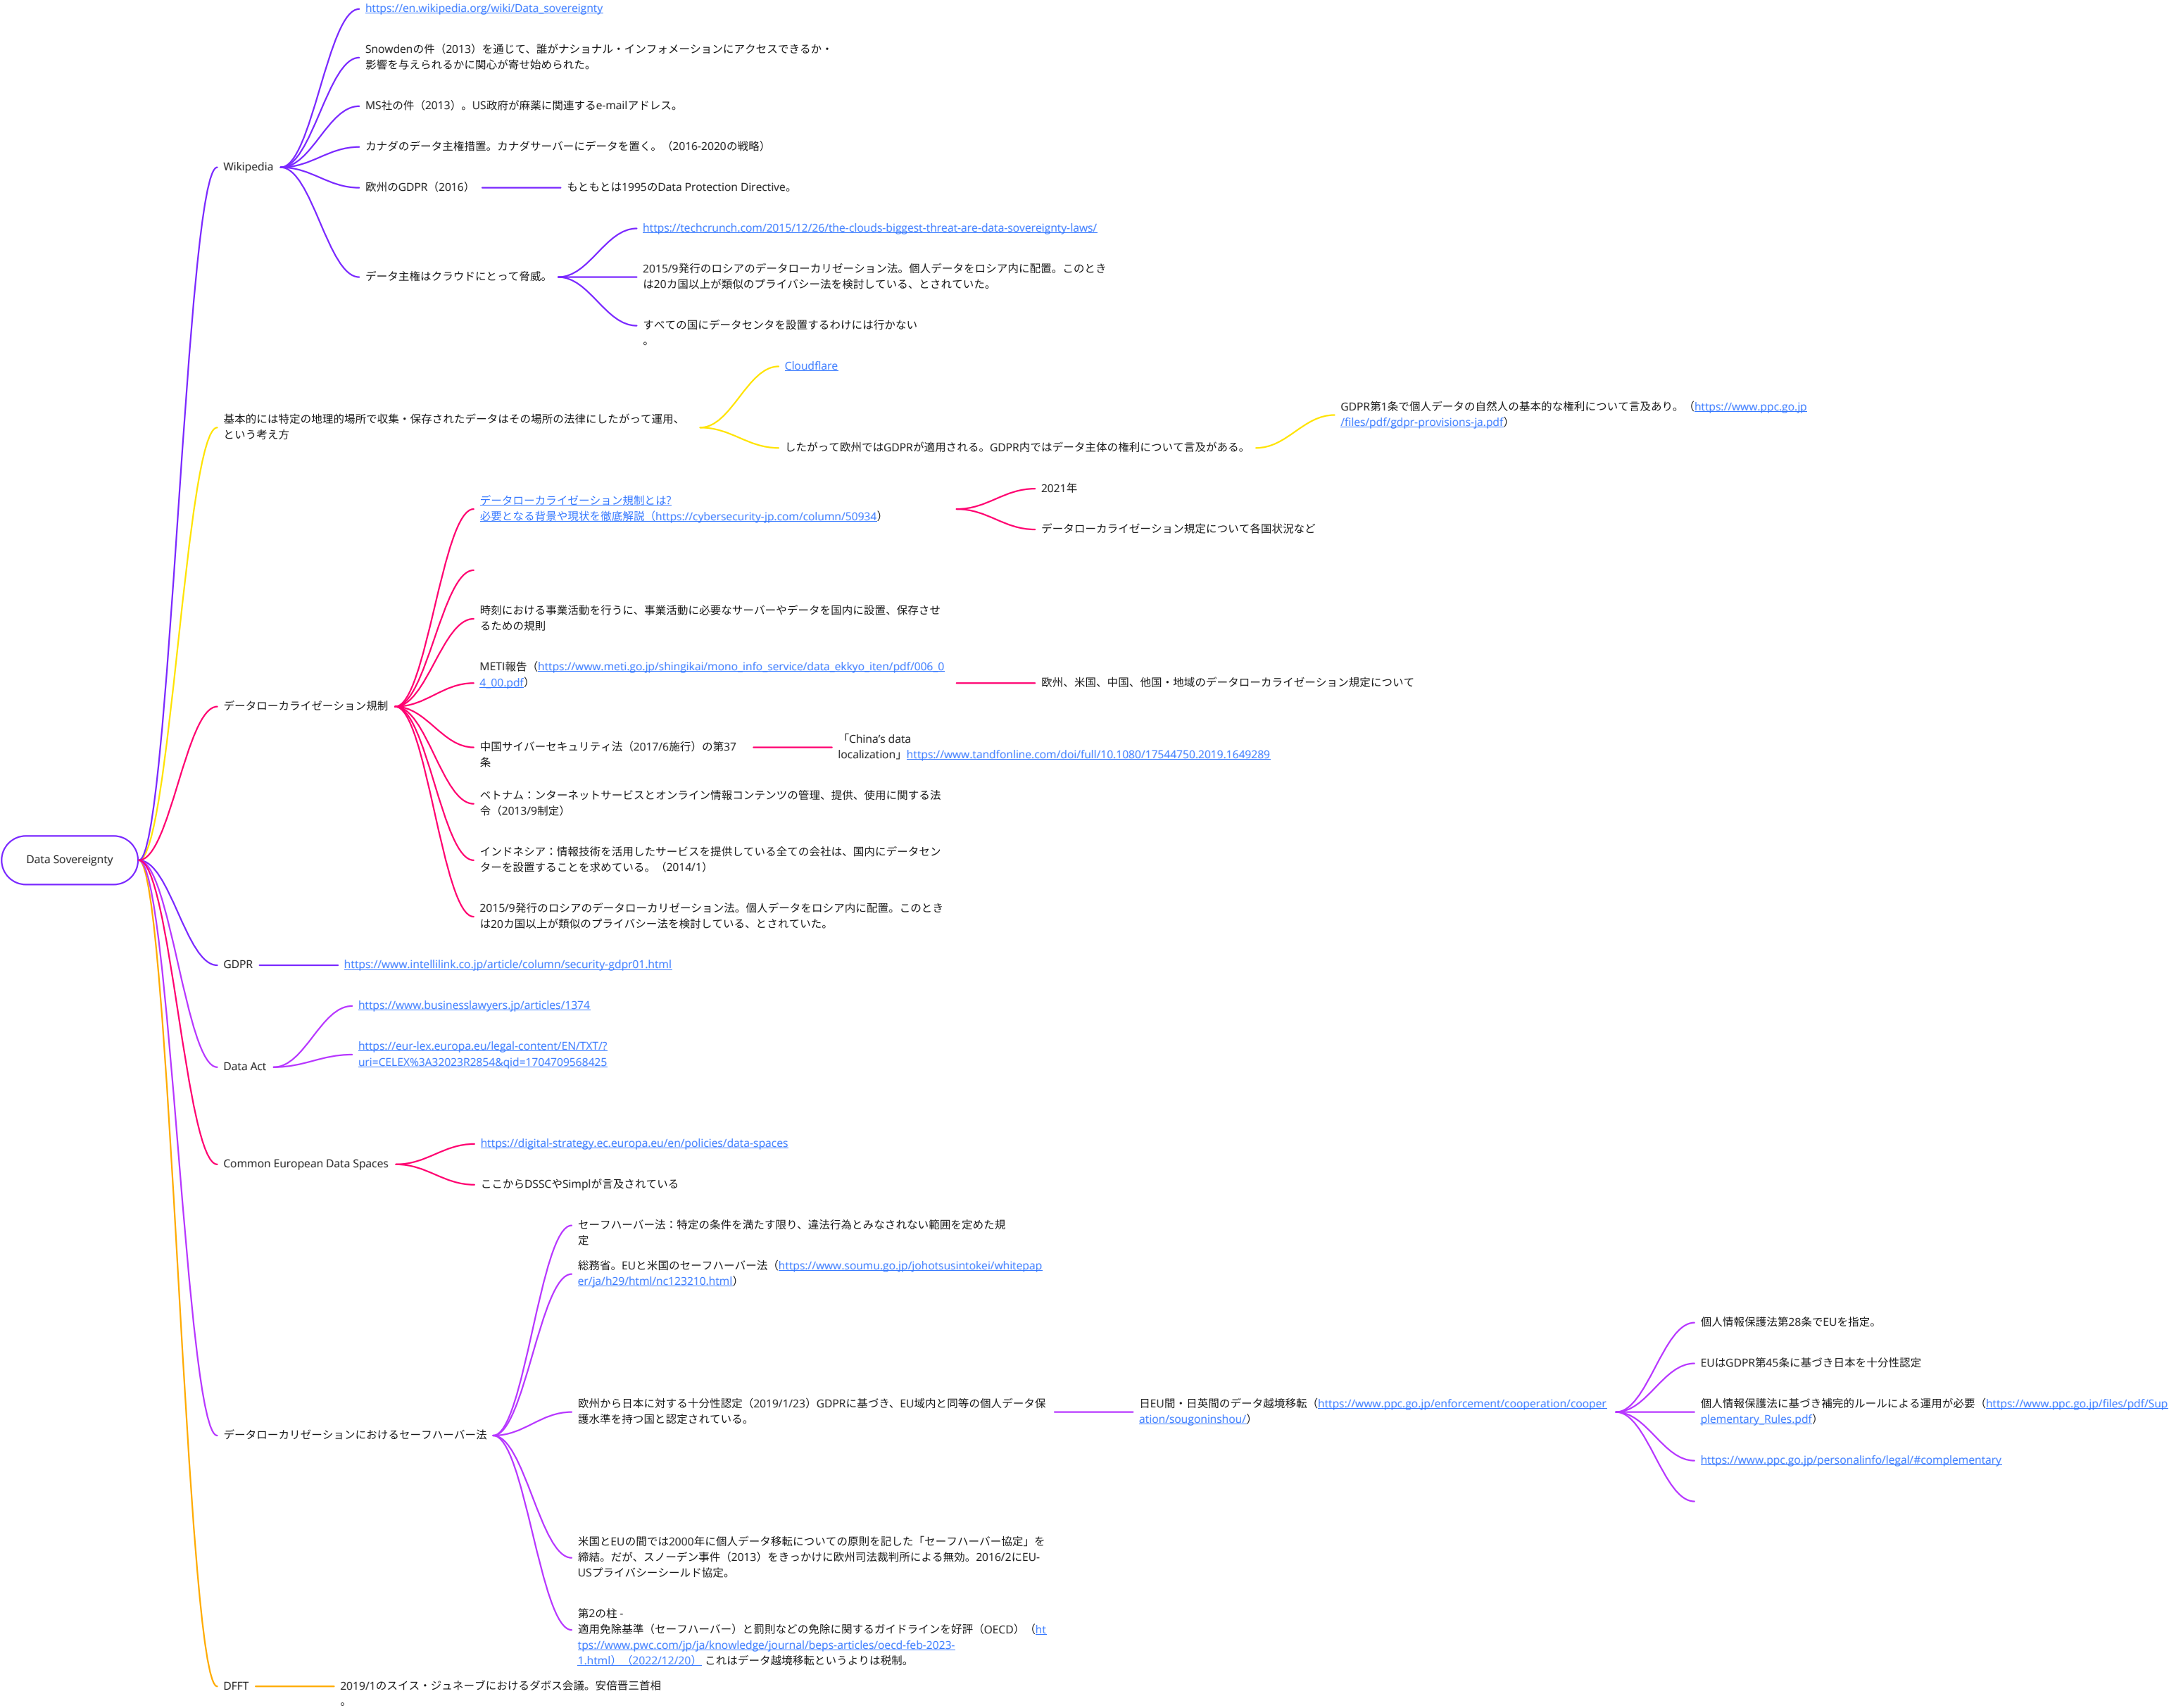 Data Sovereignty
Wikipedia
https://en.wikipedia.org/wiki/Data_sovereignty
Snowdenの件（2013）を通じて、誰がナショナル・インフォメーションにアクセスできるか・
影響を与えられるかに関心が寄せ始められた。
MS社の件（2013）。US政府が麻薬に関連するe-mailアドレス。
カナダのデータ主権措置。カナダサーバーにデータを置く。（2016-2020の戦略）
欧州のGDPR（2016）
もともとは1995のData Protection Directive。
データ主権はクラウドにとって脅威。
https://techcrunch.com/2015/12/26/the-clouds-biggest-threat-are-data-sovereignty-laws/
2015/9発行のロシアのデータローカリゼーション法。個人データをロシア内に配置。このとき
は20カ国以上が類似のプライバシー法を検討している、とされていた。
すべての国にデータセンタを設置するわけには行かない
。
基本的には特定の地理的場所で収集・保存されたデータはその場所の法律にしたがって運用、
という考え方
Cloudflare
したがって欧州ではGDPRが適用される。GDPR内ではデータ主体の権利について言及がある。
GDPR第1条で個人データの自然人の基本的な権利について言及あり。（https://www.ppc.go.jp
/files/pdf/gdpr-provisions-ja.pdf）
データローカライゼーション規制
データローカライゼーション規制とは?
必要となる背景や現状を徹底解説（https://cybersecurity-jp.com/column/50934）
2021年
データローカライゼーション規定について各国状況など
時刻における事業活動を行うに、事業活動に必要なサーバーやデータを国内に設置、保存させ
るための規則
METI報告（https://www.meti.go.jp/shingikai/mono_info_service/data_ekkyo_iten/pdf/006_0
4_00.pdf）
欧州、米国、中国、他国・地域のデータローカライゼーション規定について
中国サイバーセキュリティ法（2017/6施行）の第37
条
「China’s data
localization」https://www.tandfonline.com/doi/full/10.1080/17544750.2019.1649289
ベトナム：ンターネットサービスとオンライン情報コンテンツの管理、提供、使用に関する法
令（2013/9制定）
インドネシア：情報技術を活用したサービスを提供している全ての会社は、国内にデータセン
ターを設置することを求めている。（2014/1）
2015/9発行のロシアのデータローカリゼーション法。個人データをロシア内に配置。このとき
は20カ国以上が類似のプライバシー法を検討している、とされていた。
GDPR
https://www.intellilink.co.jp/article/column/security-gdpr01.html
Data Act
https://www.businesslawyers.jp/articles/1374
https://eur-lex.europa.eu/legal-content/EN/TXT/?
uri=CELEX%3A32023R2854&qid=1704709568425
Common European Data Spaces
https://digital-strategy.ec.europa.eu/en/policies/data-spaces
ここからDSSCやSimplが言及されている
データローカリゼーションにおけるセーフハーバー法
セーフハーバー法：特定の条件を満たす限り、違法行為とみなされない範囲を定めた規
定
総務省。EUと米国のセーフハーバー法（https://www.soumu.go.jp/johotsusintokei/whitepap
er/ja/h29/html/nc123210.html）
欧州から日本に対する十分性認定（2019/1/23）GDPRに基づき、EU域内と同等の個人データ保
護水準を持つ国と認定されている。
日EU間・日英間のデータ越境移転（https://www.ppc.go.jp/enforcement/cooperation/cooper
ation/sougoninshou/）
個人情報保護法第28条でEUを指定。
EUはGDPR第45条に基づき日本を十分性認定
個人情報保護法に基づき補完的ルールによる運用が必要（https://www.ppc.go.jp/files/pdf/Sup
plementary_Rules.pdf）
https://www.ppc.go.jp/personalinfo/legal/#complementary
米国とEUの間では2000年に個人データ移転についての原則を記した「セーフハーバー協定」を
締結。だが、スノーデン事件（2013）をきっかけに欧州司法裁判所による無効。2016/2にEU-
USプライバシーシールド協定。
第2の柱 -
適用免除基準（セーフハーバー）と罰則などの免除に関するガイドラインを好評（OECD）（ht
tps://www.pwc.com/jp/ja/knowledge/journal/beps-articles/oecd-feb-2023-
1.html）（2022/12/20） これはデータ越境移転というよりは税制。
DFFT
2019/1のスイス・ジュネーブにおけるダボス会議。安倍晋三首相
。